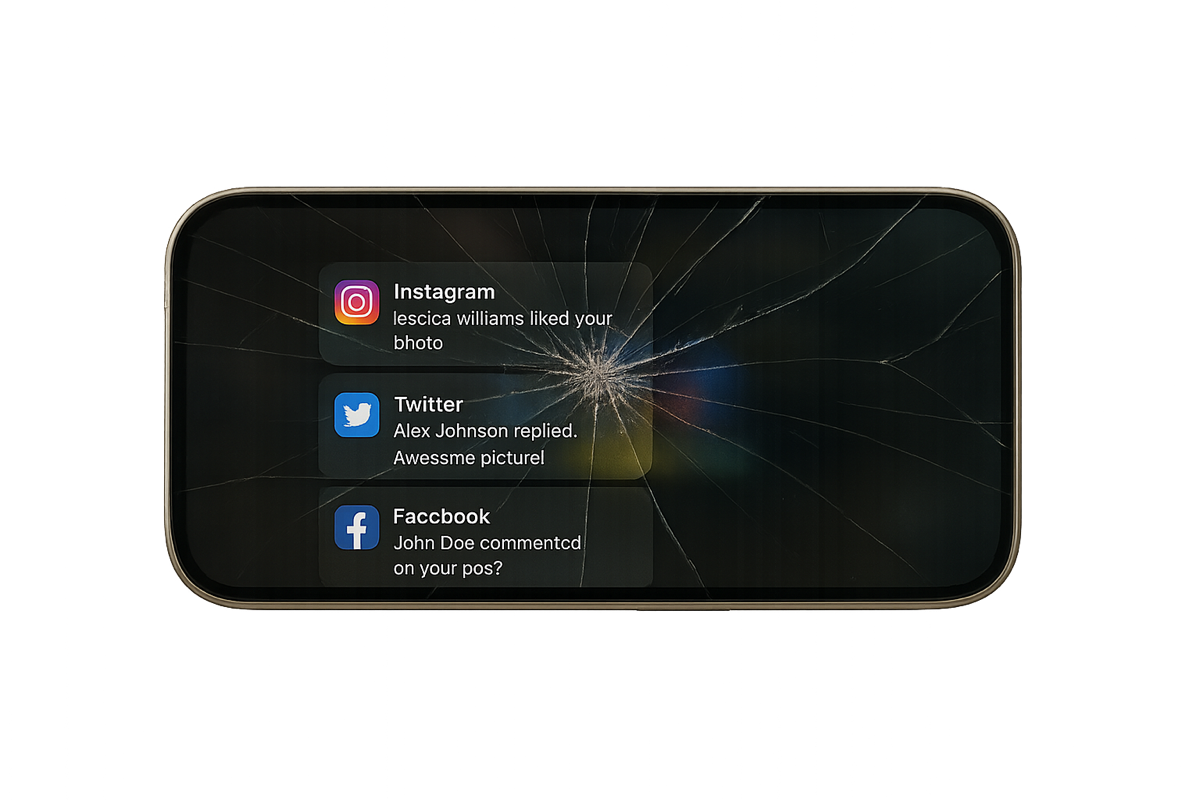 Instagram
lescica williams liked your
bhoto
Twitter
Alex Johnson replied.
Awessme picturel
Faccbook
John Doe commentcd
on your pos?